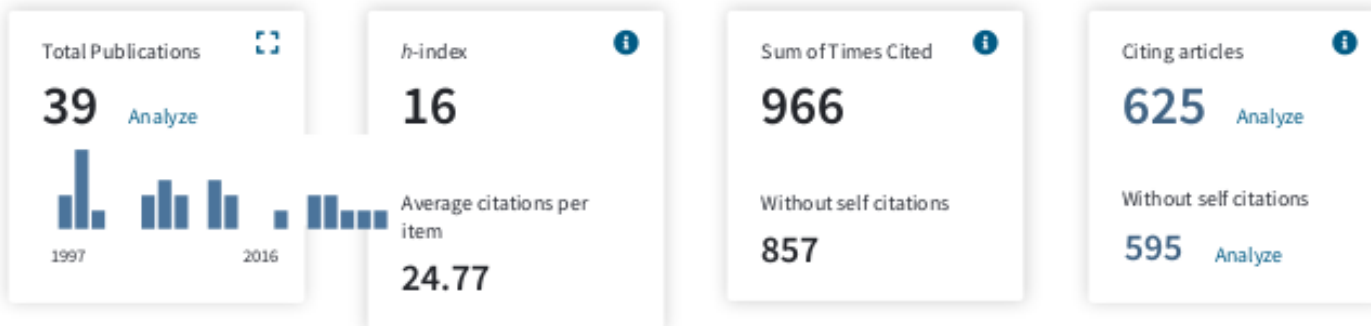 Total Publications
39 Analyze
1997 2016
h-index
16
Average citations per
item
24.77
Sum of Times Cited
966
Without self citations
857
Citing articles
625 Analyze
Without self citations
595 Analyze